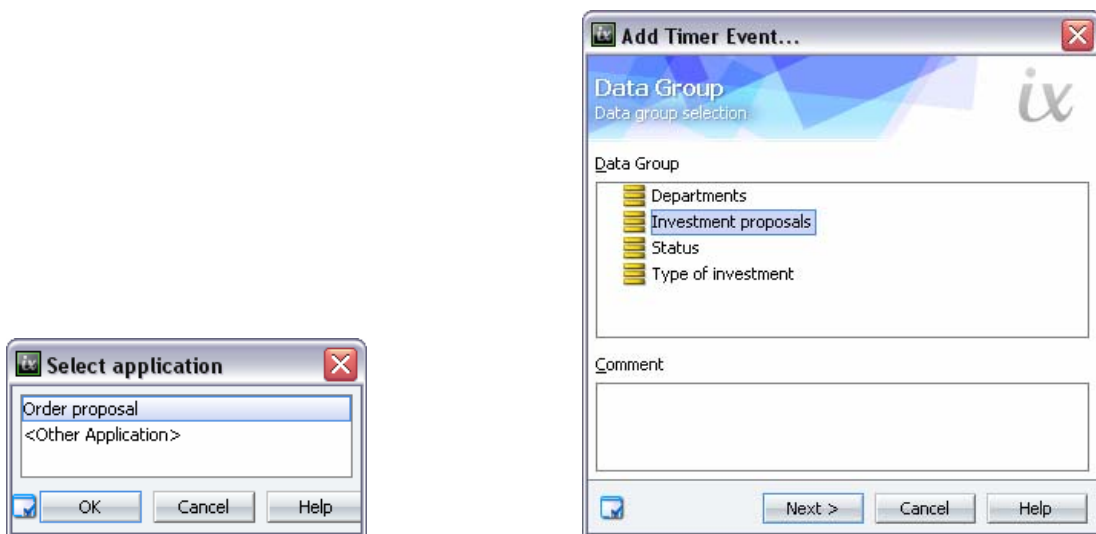 Select application
Order proposal
<Other Application>
OK Cancel Help
Add Timer Event...
Data Group
Data group selection
ix
Data Group
Departments
Investment proposals
Status
Type of investment
Comment
Next > Cancel Help